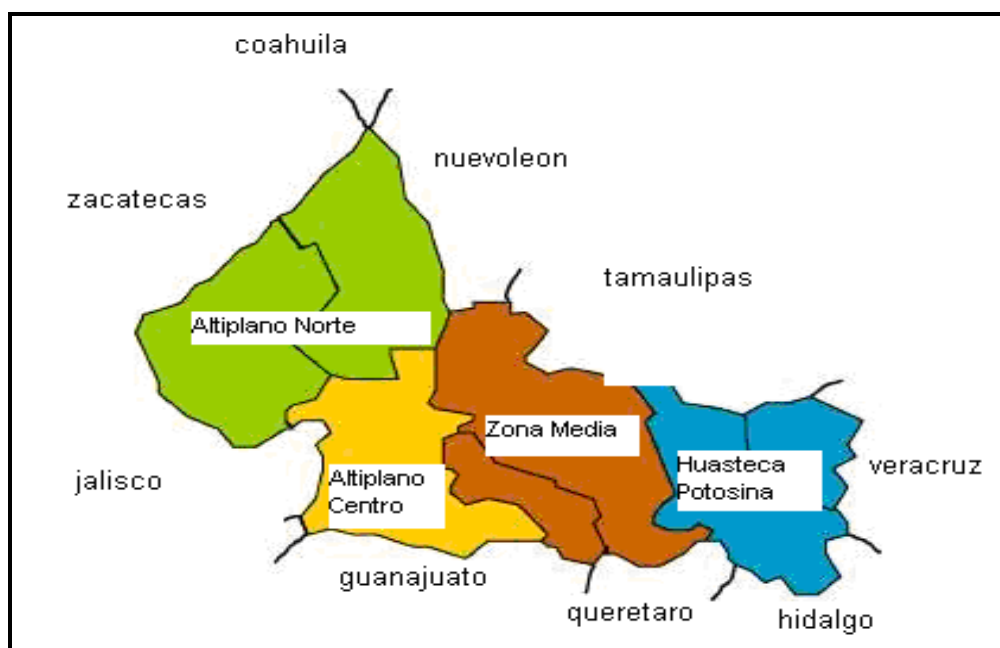 coahuila
nuevoleon
zacatecas
tamaulipas
Altiplano Norte
Zona Media
Huasteca
Potosina
veracruz
jalisco
Altiplano
Centro
guanajuato
queretaro
hidalgo